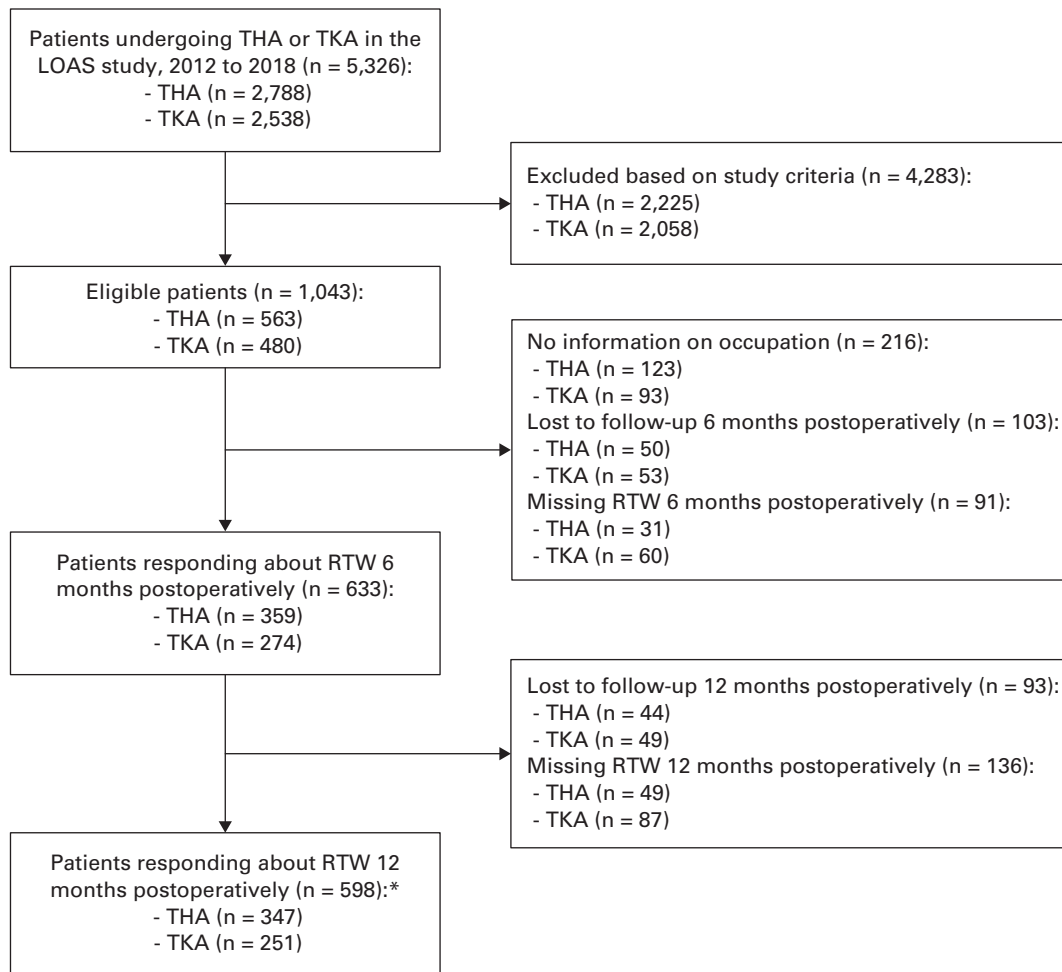 Patients undergoing THA or TKA in the
LOAS study, 2012 to 2018 (n = 5,326):
- THA (n = 2,788)
- TKA (n = 2,538)
Excluded based on study criteria (n = 4,283):
- THA (n = 2,225)
- TKA (n = 2,058)
Eligible patients (n = 1,043):
- THA (n = 563)
- TKA (n = 480)
No information on occupation (n = 216):
- THA (n = 123)
- TKA (n = 93)
Lost to follow-up 6 months postoperatively (n = 103):
- THA (n = 50)
- TKA (n = 53)
Missing RTW 6 months postoperatively (n = 91):
- THA (n = 31)
- TKA (n = 60)
Patients responding about RTW 6
months postoperatively (n = 633):
- THA (n = 359)
- TKA (n = 274)
Lost to follow-up 12 months postoperatively (n = 93):
- THA (n = 44)
- TKA (n = 49)
Missing RTW 12 months postoperatively (n = 136):
- THA (n = 49)
- TKA (n = 87)
Patients responding about RTW 12
months postoperatively (n = 598):*
- THA (n = 347)
- TKA (n = 251)